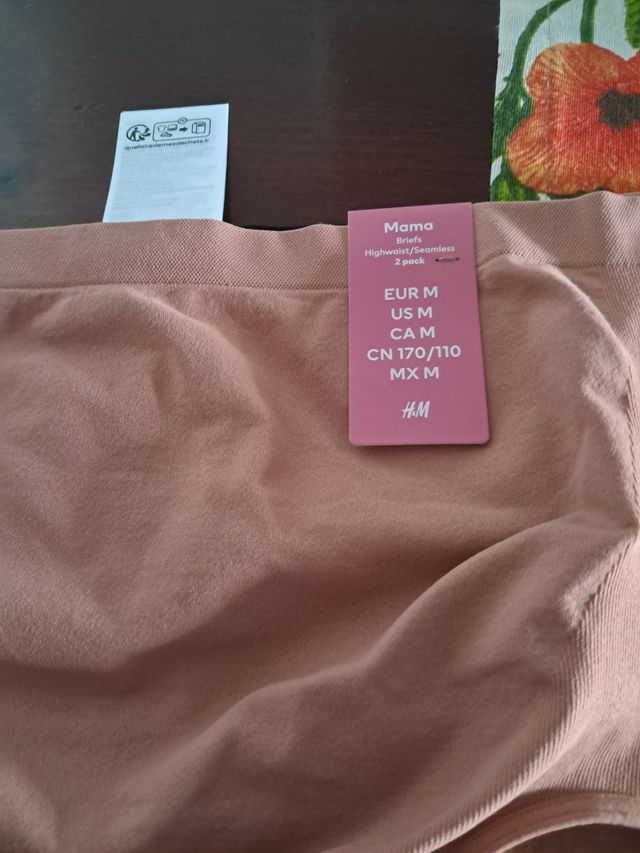 quefairedemesdechets.fr
Mama
Briefs
Highwaist/Seamless
2 pack
EUR M
US M
CA M
CN 170/110
MX M
H&M